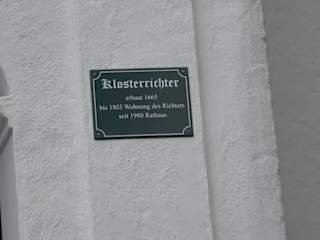 Klosterrichter
erbaut 1665
bis 1803 Wohnung des Richters
seit 1980 Rathaus